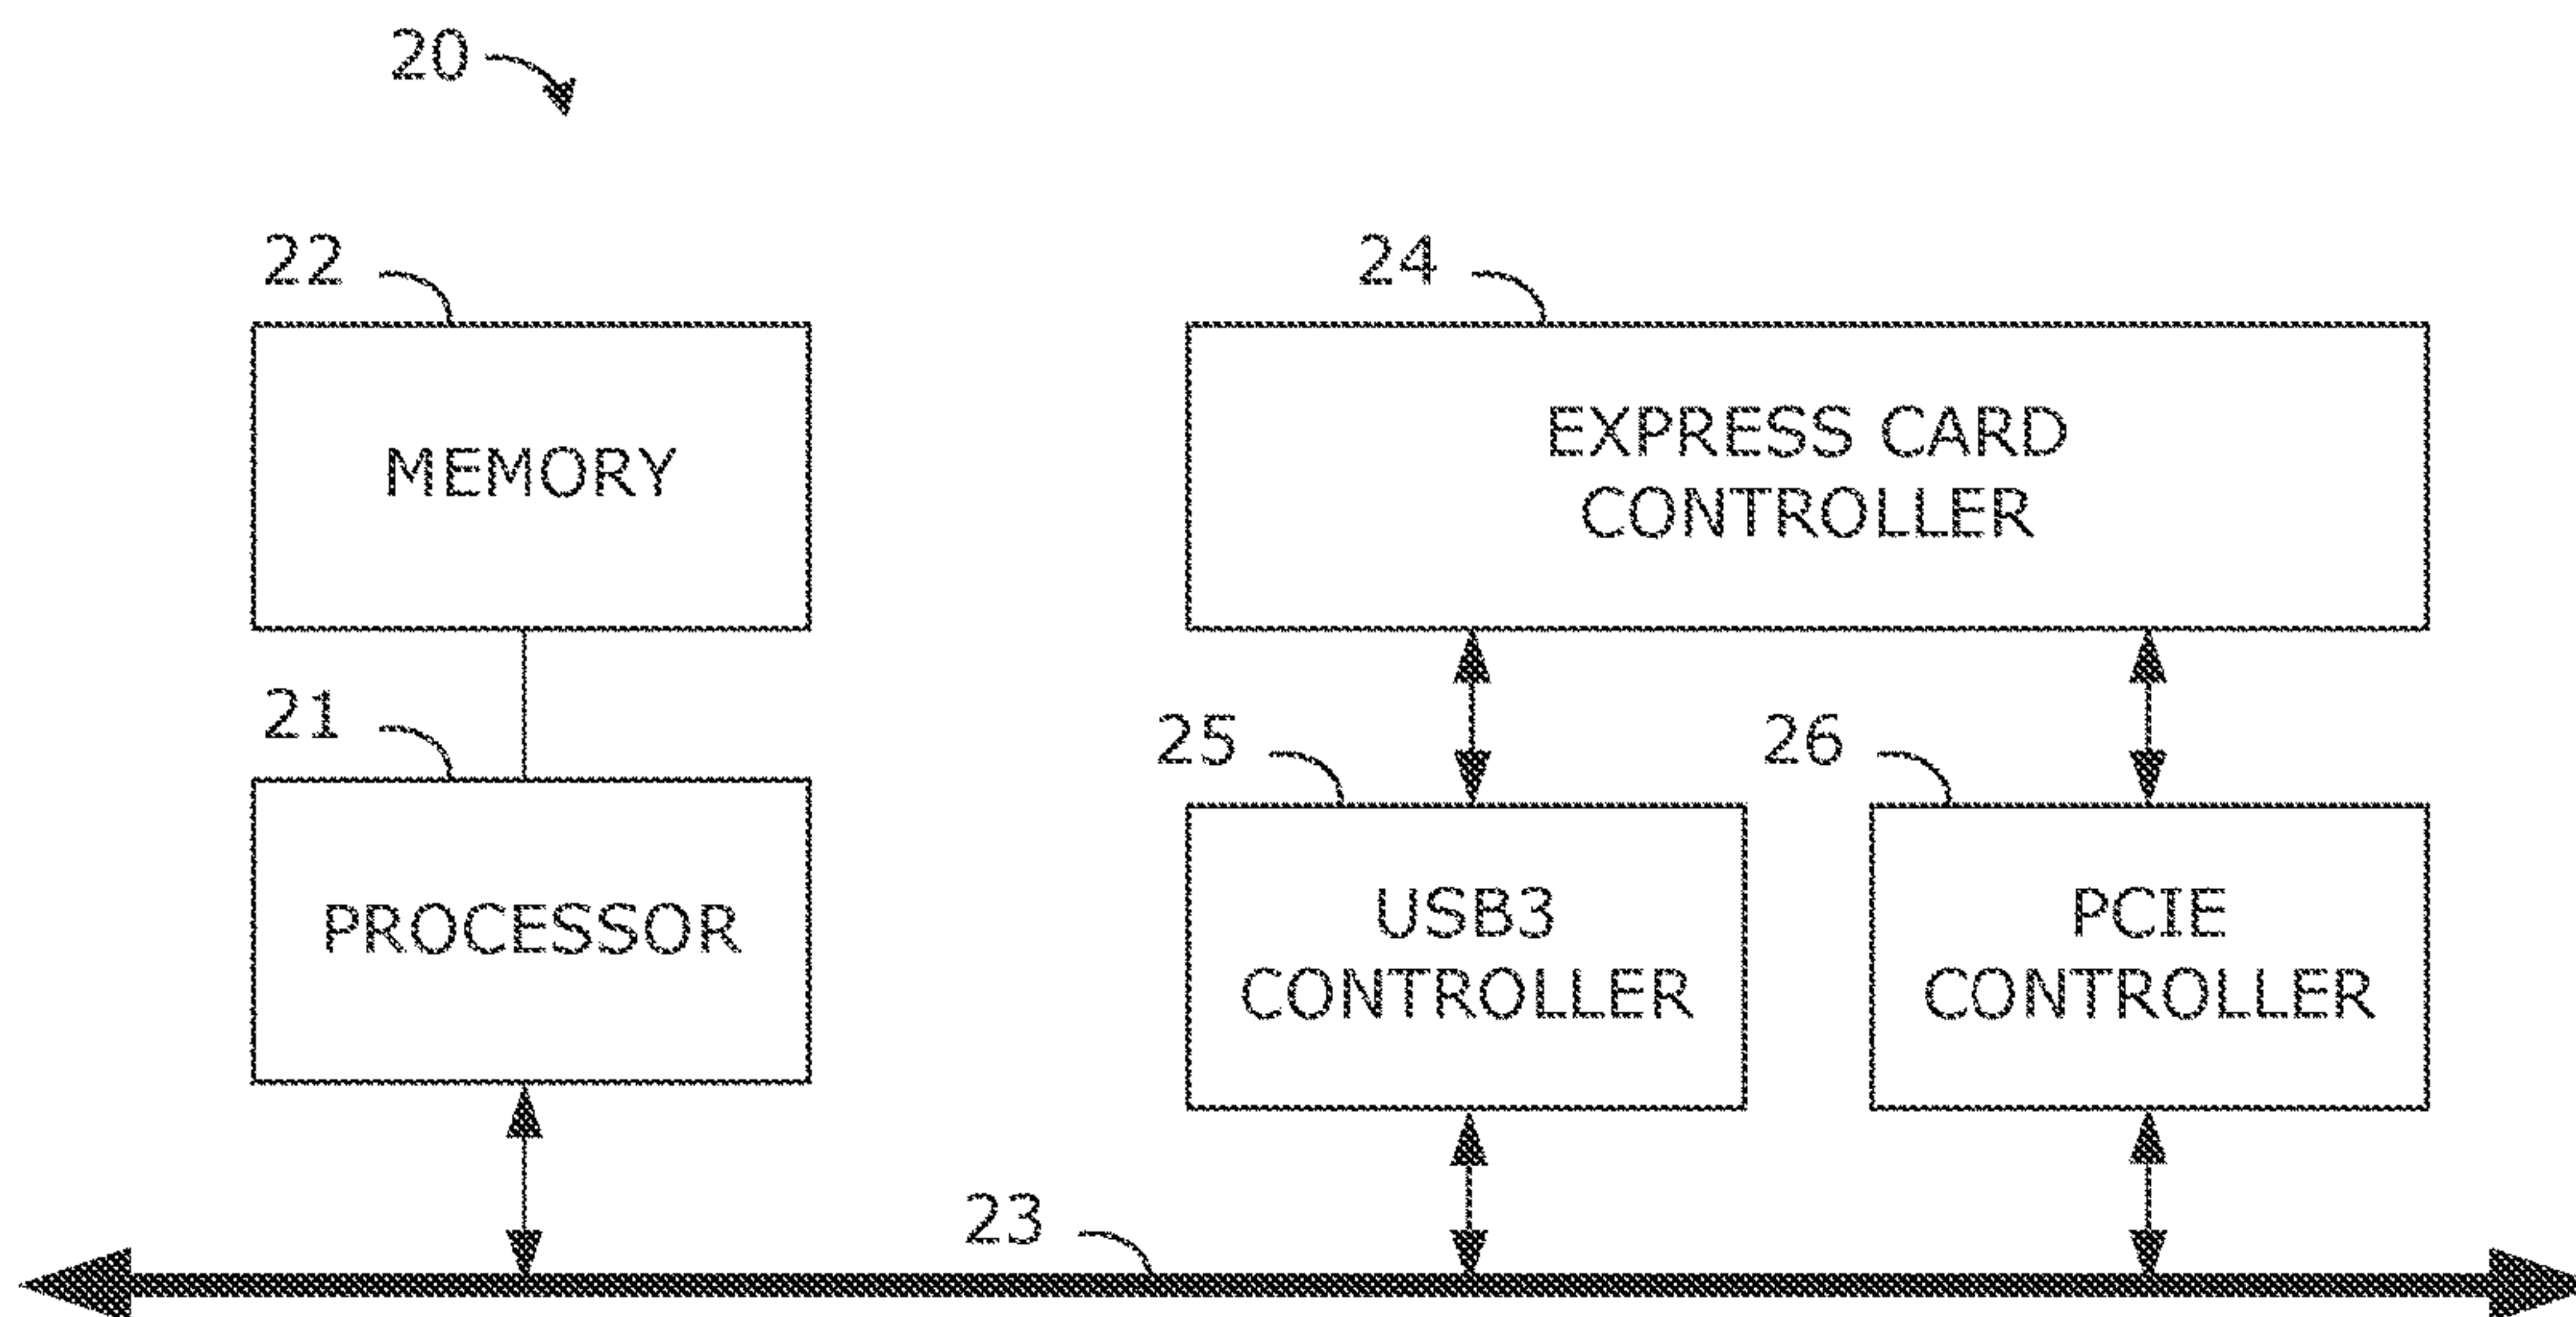 20
22
24
MEMORY
EXPRESS CARD
CONTROLLER
21
25
26
PROCESSOR
USB3
CONTROLLER
PCIE
CONTROLLER
23